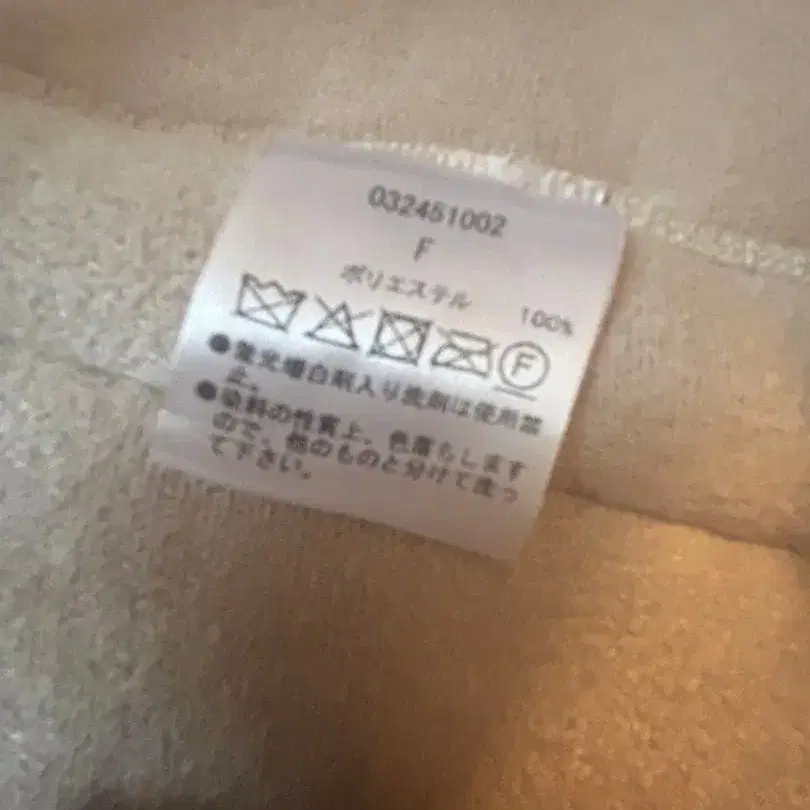 032451002
F
ポリエステル 100%
F
●蛍光増白剤入り洗剤は使用禁
止。
●染料の性質上、色落ちします
ので、他のものと分けて洗っ
て下さい。